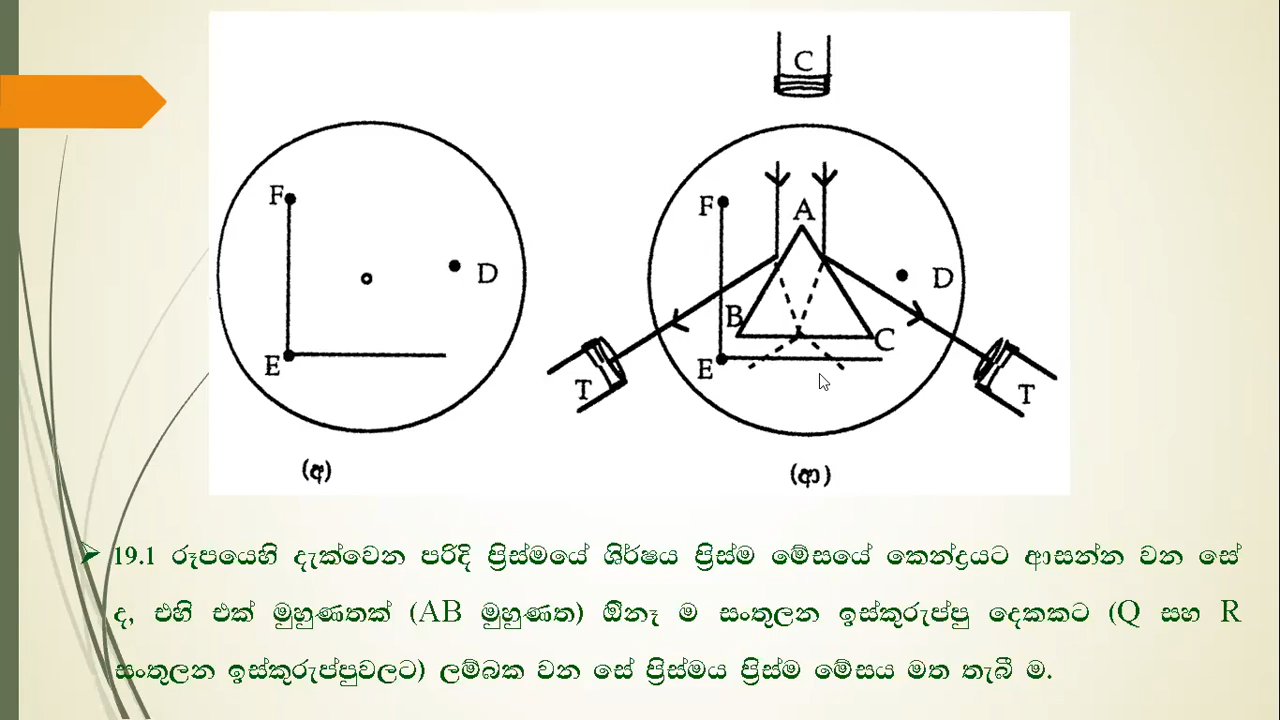 C
F
D
E
(අ)
F
A
D
B
C
E
T
T
(ආ)
19.1 රූපයෙහි දැක්වෙන පරිදි ප්‍රිස්මයේ ශීර්ෂය ප්‍රිස්ම මේසයේ කෙන්ද්‍රයට ආසන්න වන සේ
ද, එහි එක් මුහුණතක් (AB මුහුණත) ඕනෑ ම සංතුලන ඉස්කුරුප්පු දෙකකට (Q සහ R
සංතුලන ඉස්කුරුප්පුවලට) ලම්බක වන සේ ප්‍රිස්මය ප්‍රිස්ම මේසය මත තැබී ම.